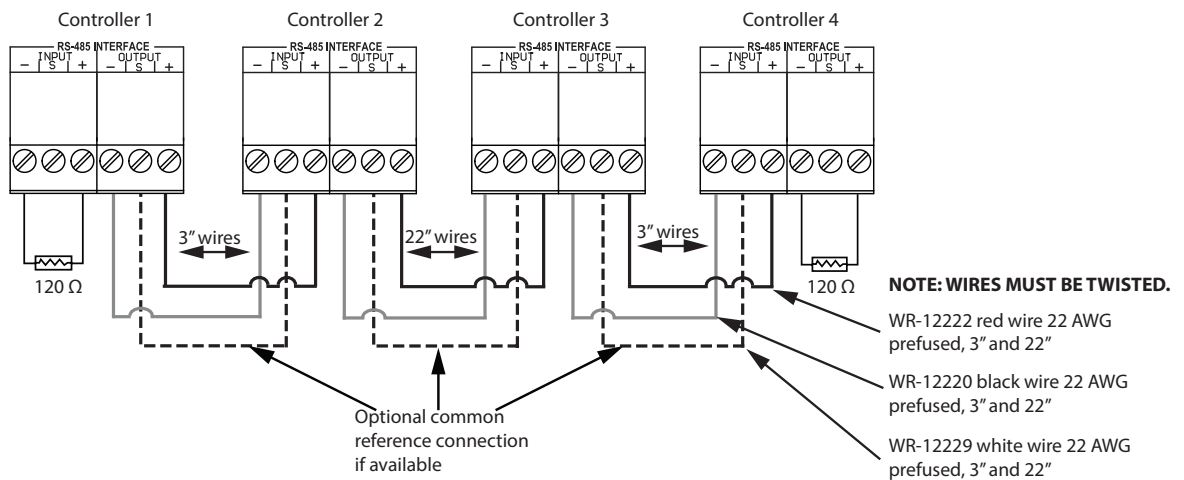 Controller 1
Controller 2
Controller 3
Controller 4
RS-485 INTERFACE
INPUT OUTPUT
− S + − S +
RS-485 INTERFACE
INPUT OUTPUT
− S + − S +
RS-485 INTERFACE
INPUT OUTPUT
− S + − S +
RS-485 INTERFACE
INPUT OUTPUT
− S + − S +
3” wires
22” wires
3” wires
120 Ω
120 Ω
NOTE: WIRES MUST BE TWISTED.
WR-12222 red wire 22 AWG
prefused, 3” and 22”
WR-12220 black wire 22 AWG
prefused, 3” and 22”
WR-12229 white wire 22 AWG
prefused, 3” and 22”
Optional common
reference connection
if available